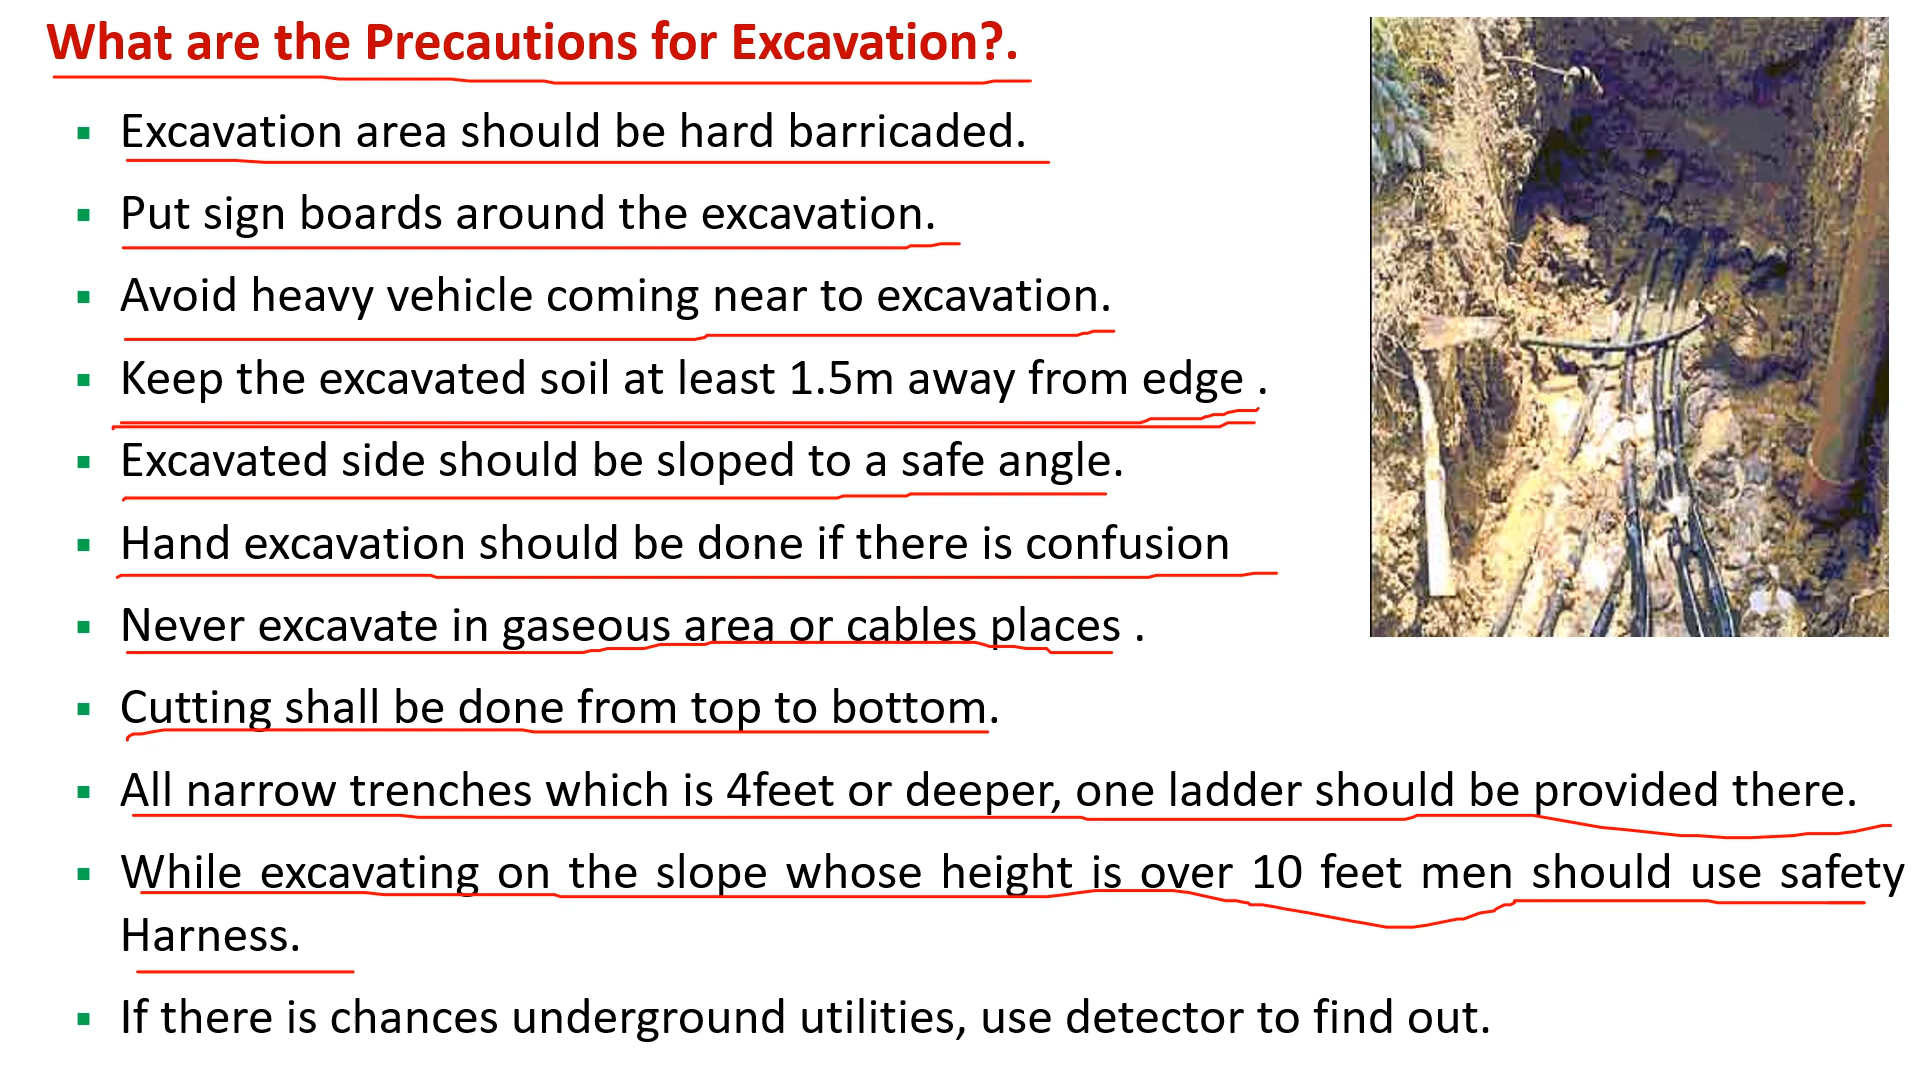 What are the Precautions for Excavation?.
▪ Excavation area should be hard barricaded.
▪ Put sign boards around the excavation.
▪ Avoid heavy vehicle coming near to excavation.
▪ Keep the excavated soil at least 1.5m away from edge .
▪ Excavated side should be sloped to a safe angle.
▪ Hand excavation should be done if there is confusion
▪ Never excavate in gaseous area or cables places .
▪ Cutting shall be done from top to bottom.
▪ All narrow trenches which is 4feet or deeper, one ladder should be provided there.
▪ While excavating on the slope whose height is over 10 feet men should use safety
Harness.
▪ If there is chances underground utilities, use detector to find out.